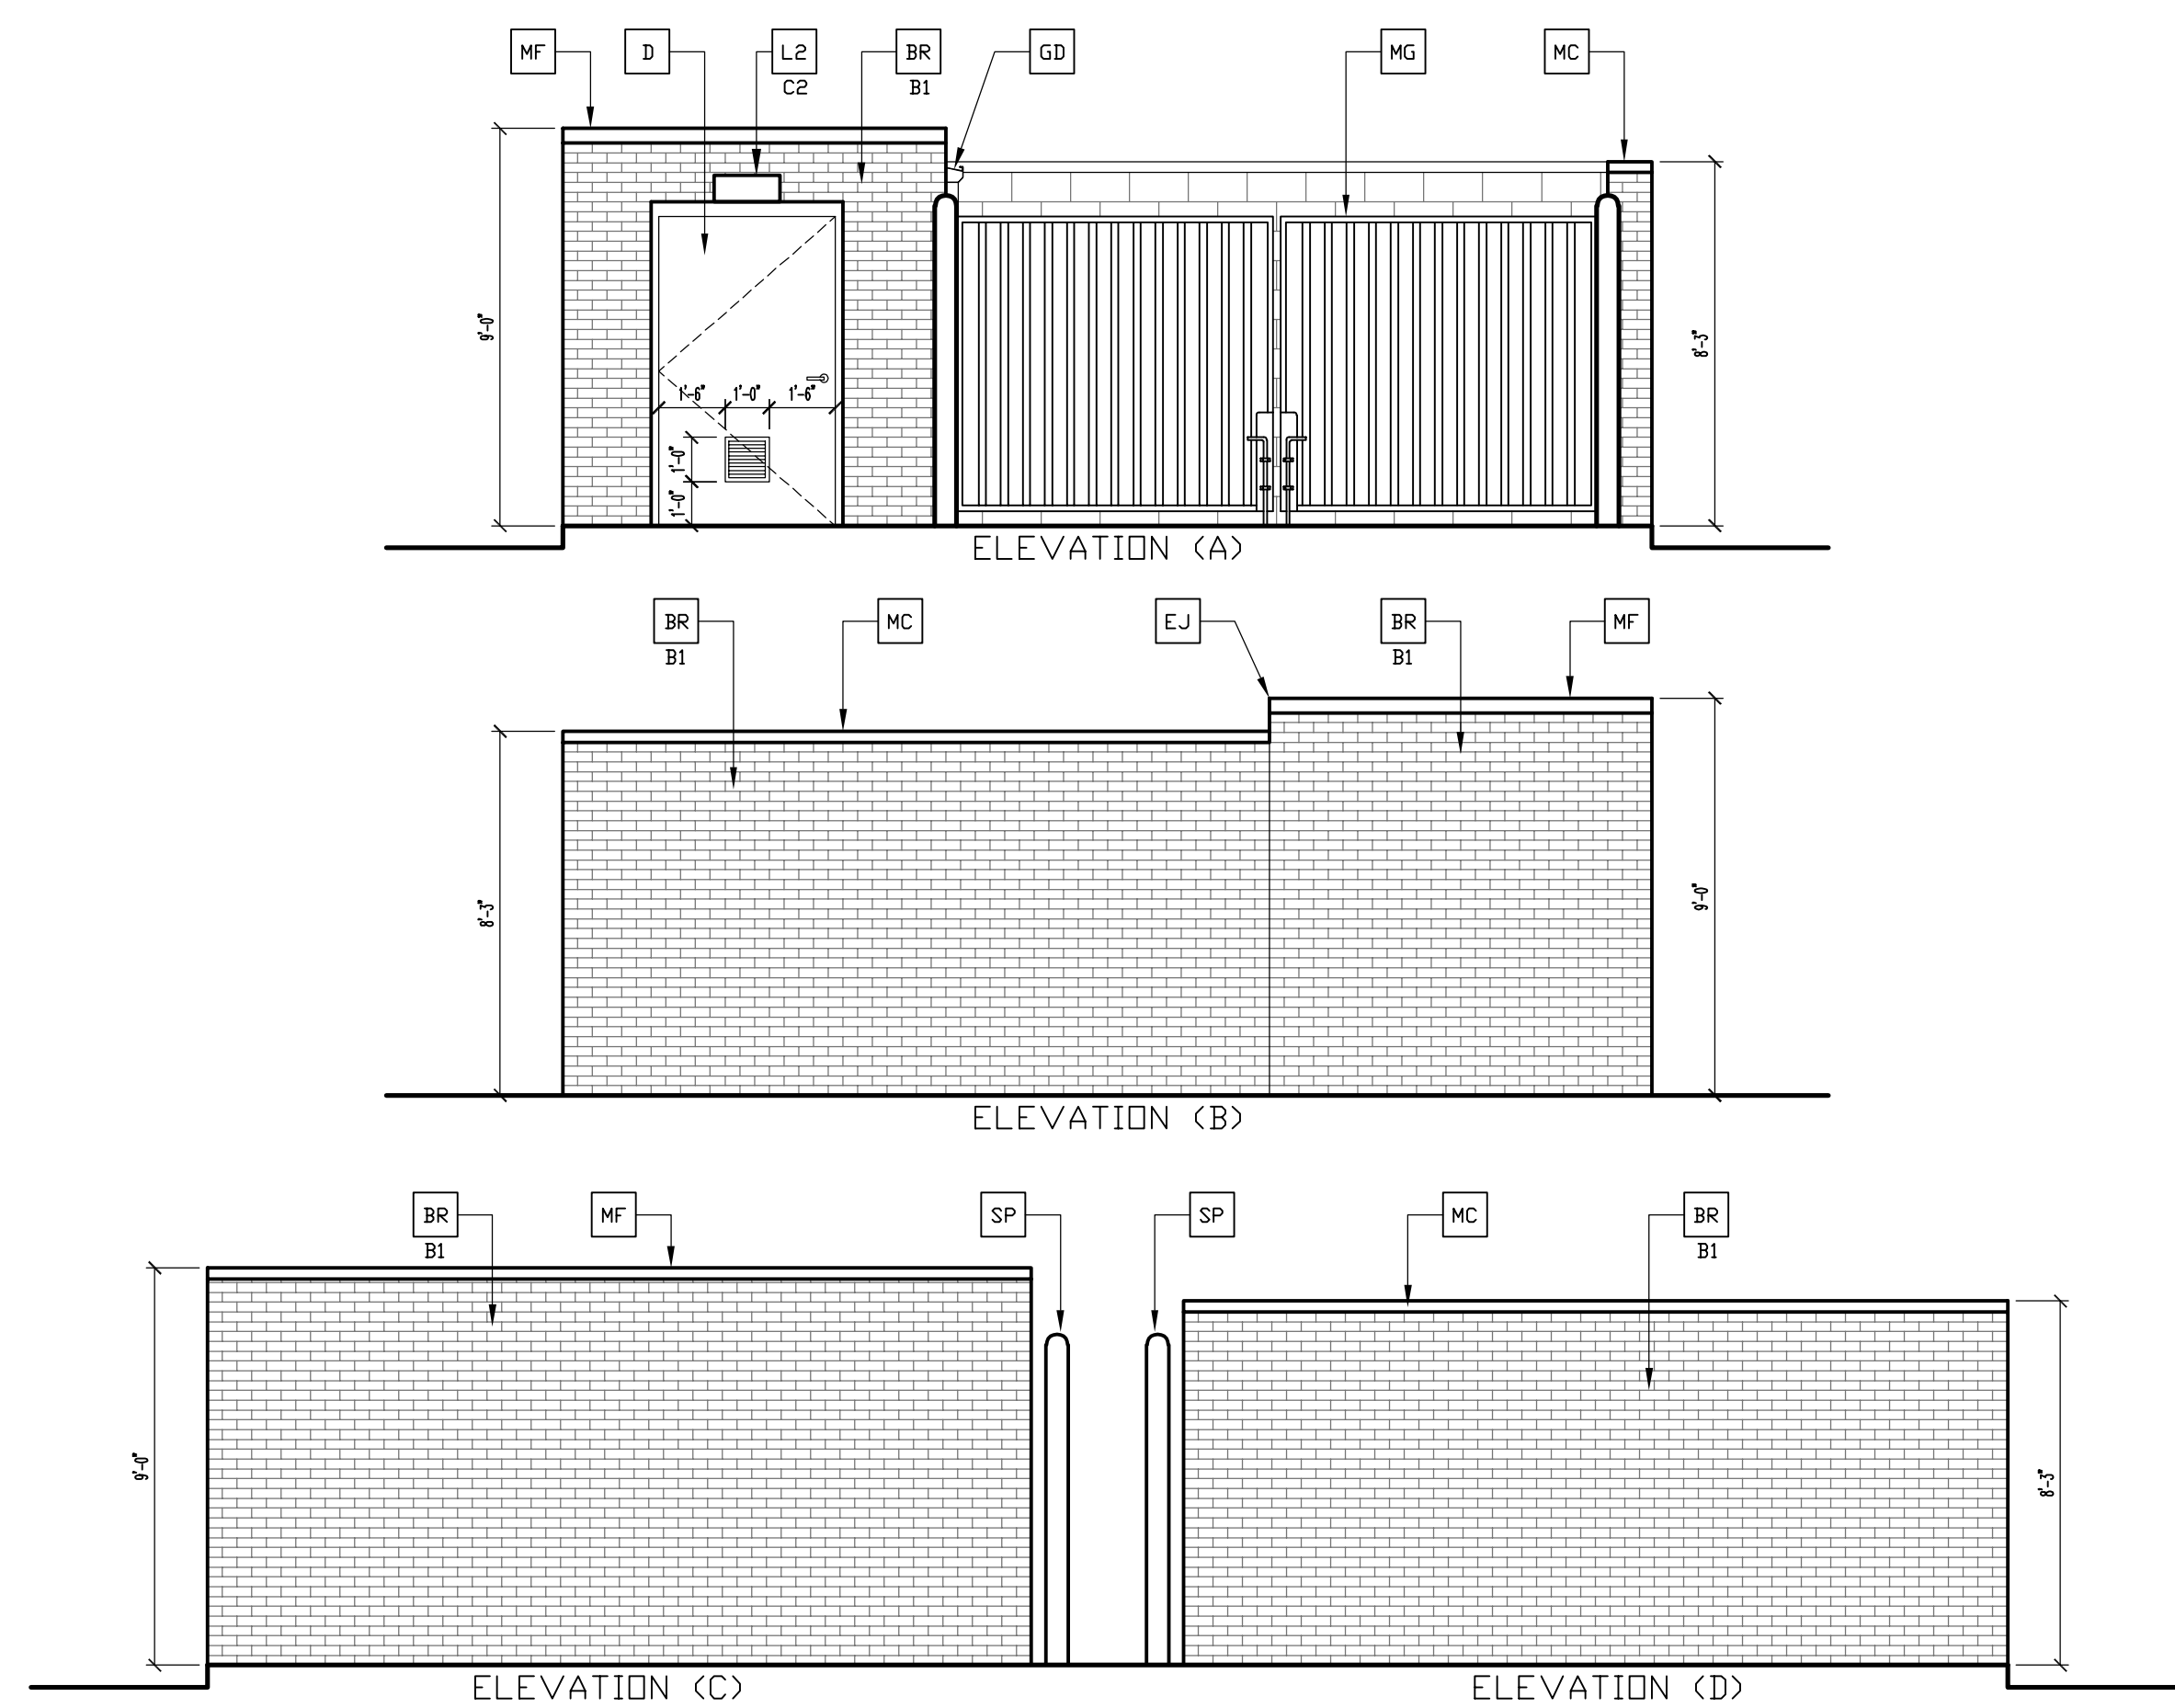 MF D L2 BR GD MG MC
C2 B1
9'-0"
8'-3"
1'-6" 1'-0" 1'-6"
1'-0"
1'-0"
ELEVATION (A)
BR MC EJ BR MF
B1 B1
8'-3"
9'-0"
ELEVATION (B)
BR MF SP SP MC BR
B1 B1
9'-0"
8'-3"
ELEVATION (C) ELEVATION (D)